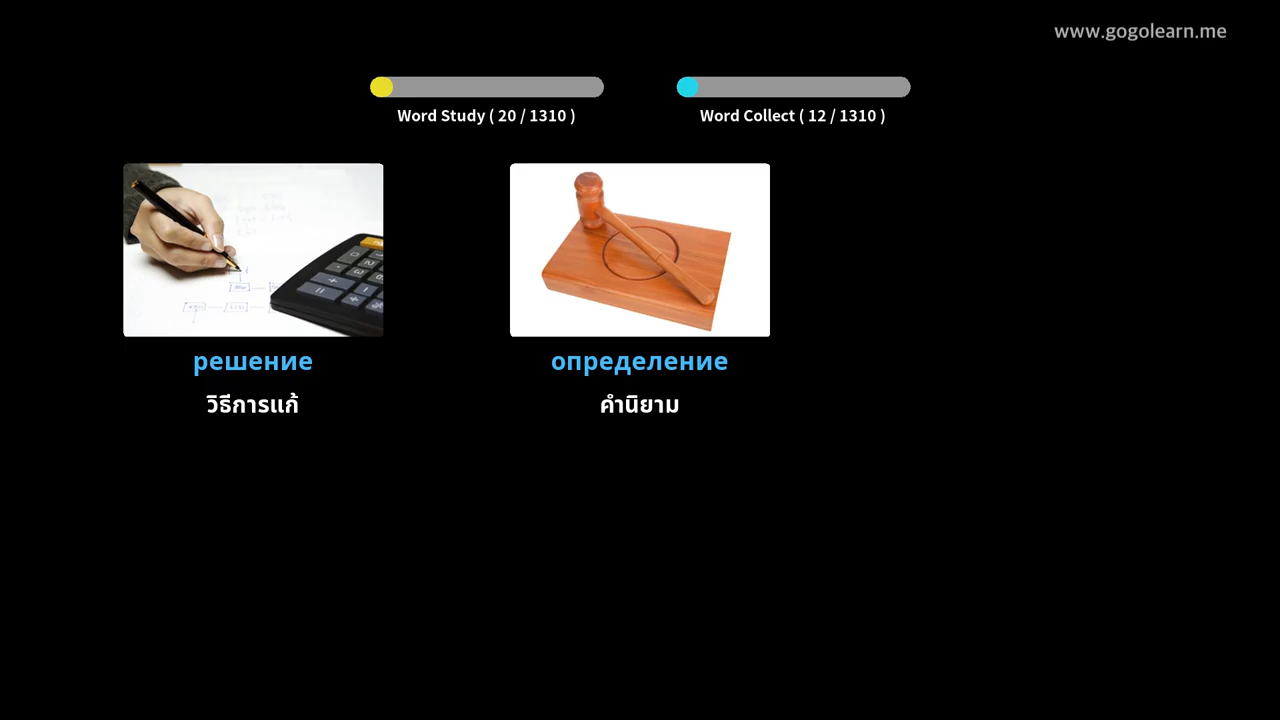 www.gogolearn.me
Word Study ( 20 / 1310 )
Word Collect ( 12 / 1310 )
решение
определение
วิธีการแก้
คำนิยาม